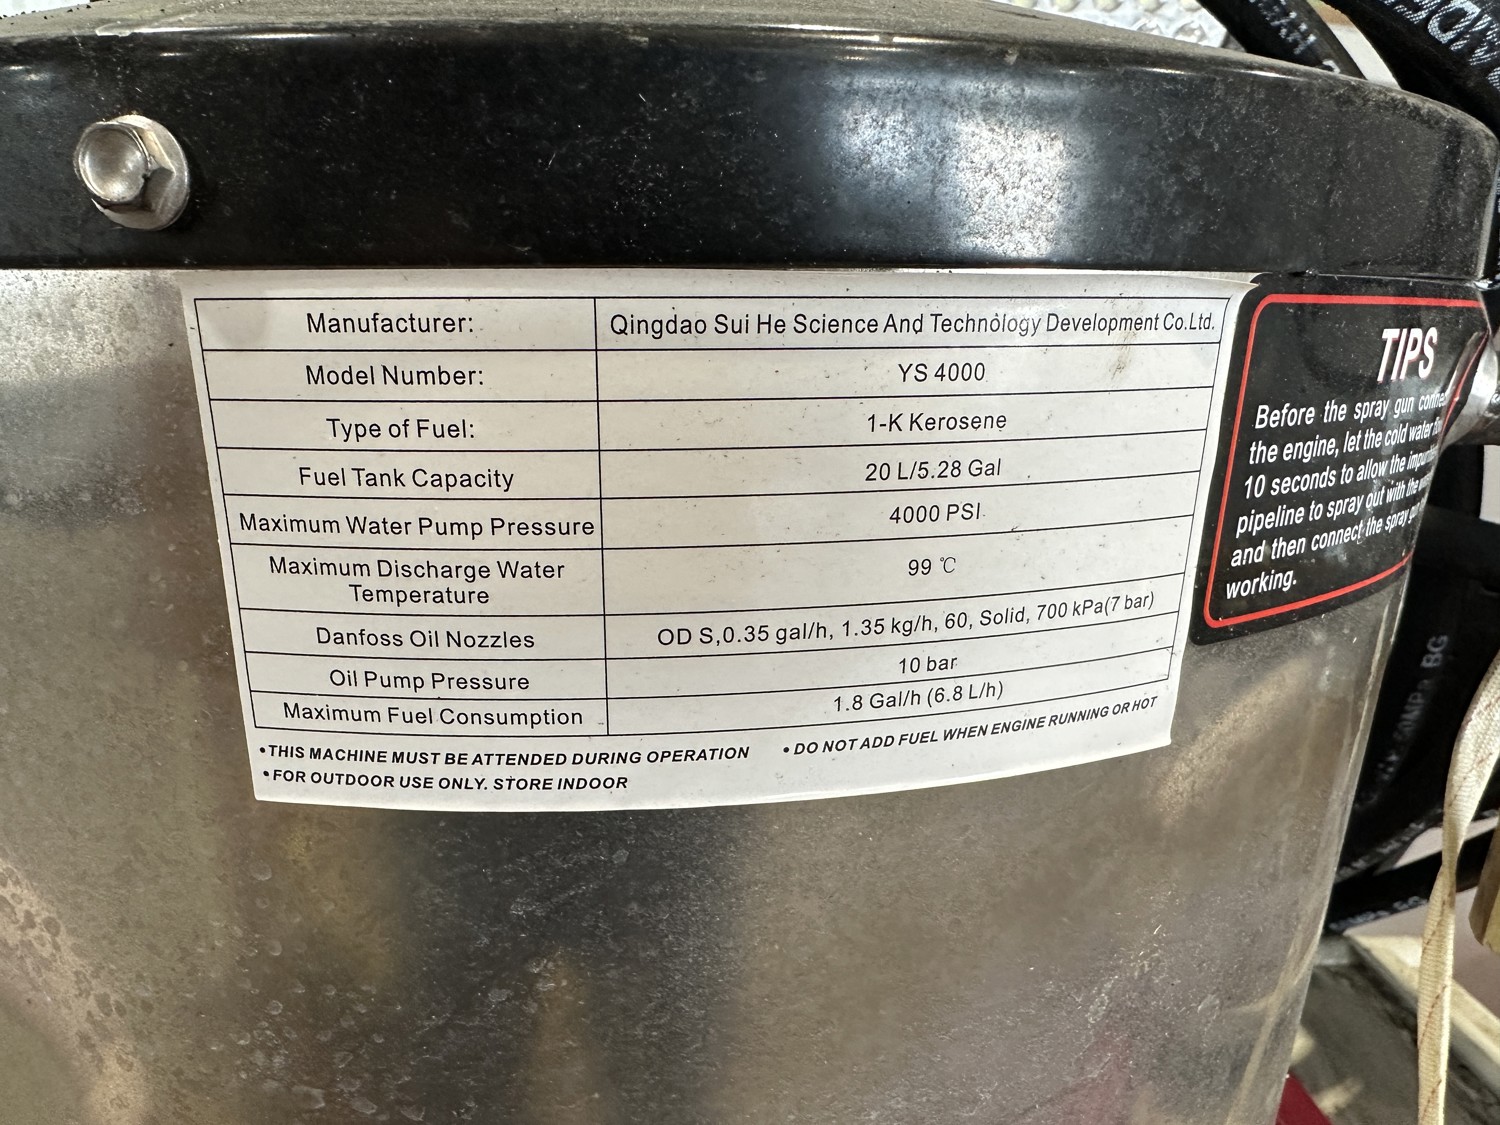 Manufacturer: Qingdao Sui He Science And Technology Development Co.Ltd.
Model Number: YS 4000
Type of Fuel: 1-K Kerosene
Fuel Tank Capacity 20 L/5.28 Gal
Maximum Water Pump Pressure 4000 PSI
Maximum Discharge Water
Temperature 99 ℃
Danfoss Oil Nozzles OD S,0.35 gal/h, 1.35 kg/h, 60, Solid, 700 kPa(7 bar)
Oil Pump Pressure 10 bar
Maximum Fuel Consumption 1.8 Gal/h (6.8 L/h)
•THIS MACHINE MUST BE ATTENDED DURING OPERATION •DO NOT ADD FUEL WHEN ENGINE RUNNING OR HOT
•FOR OUTDOOR USE ONLY. STORE INDOOR
TIPS
Before the spray gun
the engine, let the cold water
10 seconds to allow the
pipeline to spray out with the
and then connect the spray
working.
BG